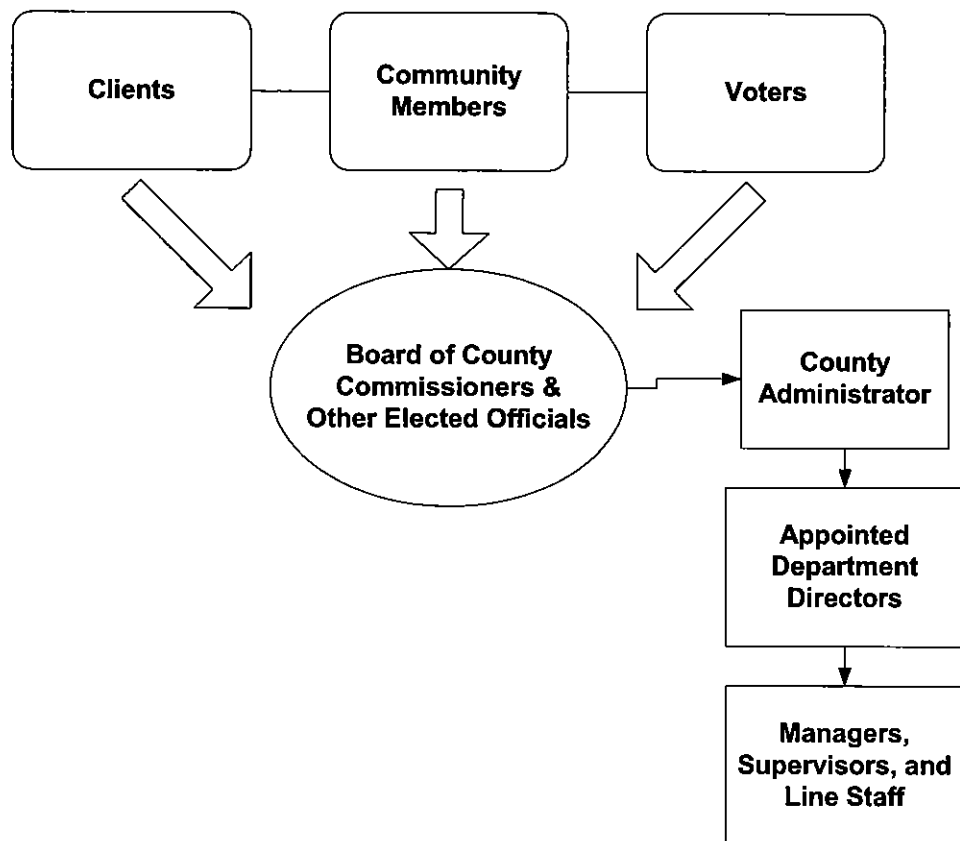 Clients
Community
Members
Voters
Board of County
Commissioners &
Other Elected Officials
County
Administrator
Appointed
Department
Directors
Managers,
Supervisors, and
Line Staff